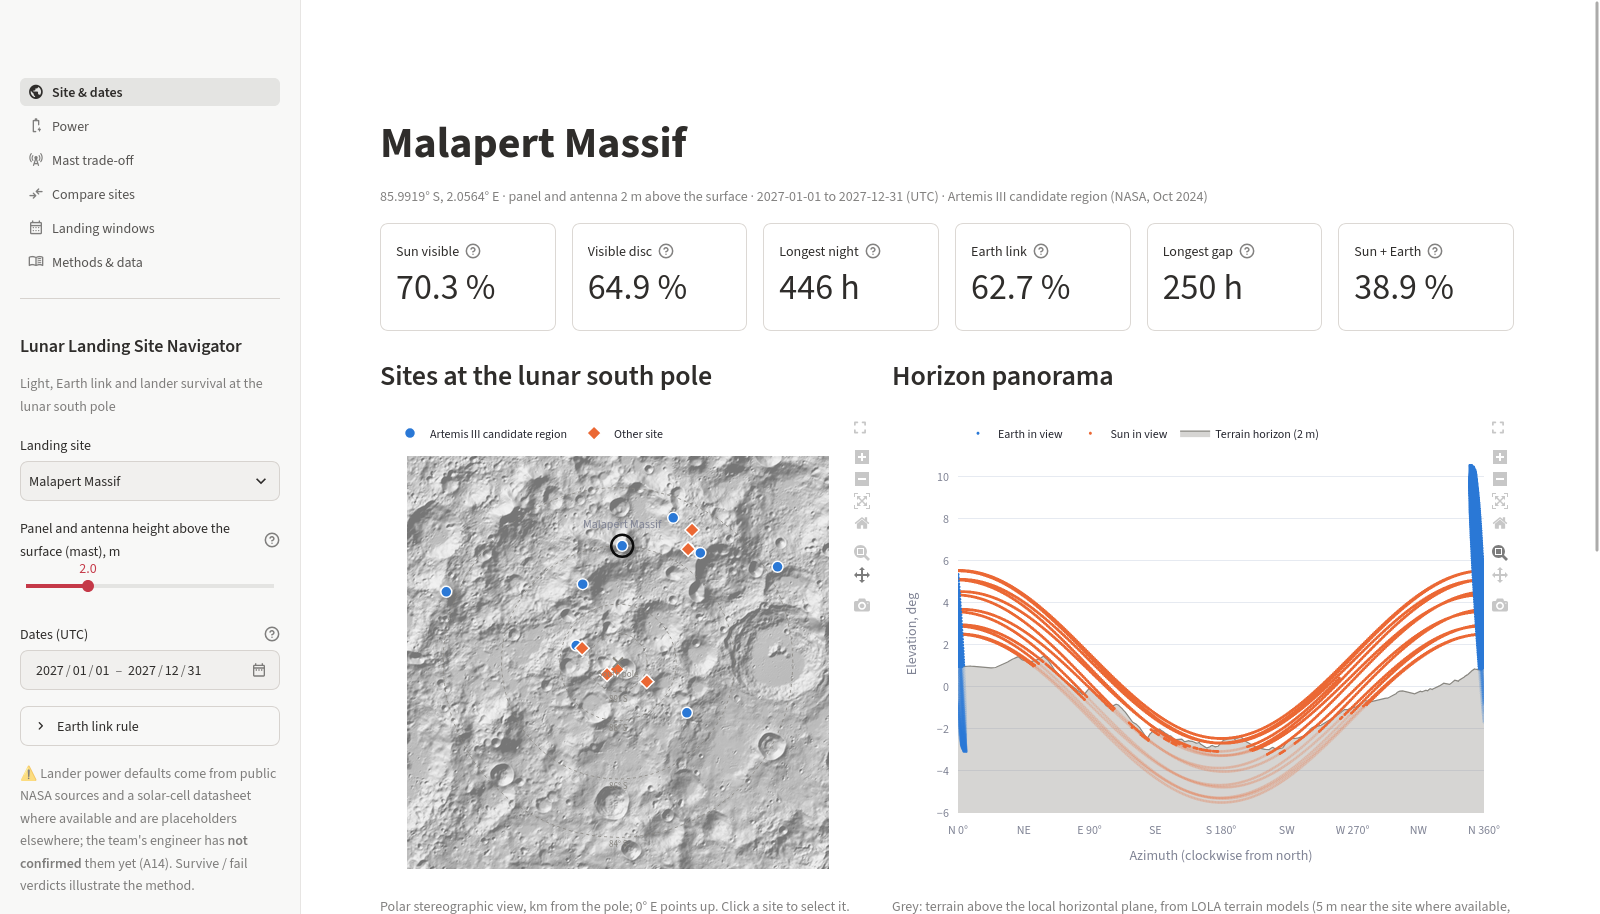 Site & dates
Power
Mast trade-off
Compare sites
Landing windows
Methods & data
Lunar Landing Site Navigator
Light, Earth link and lander survival at the
lunar south pole
Landing site
Malapert Massif
Panel and antenna height above the
surface (mast), m
2.0
Dates (UTC)
2027/01/01 – 2027/12/31
Earth link rule
⚠️ Lander power defaults come from public
NASA sources and a solar-cell datasheet
where available and are placeholders
elsewhere; the team's engineer has not
confirmed them yet (A14). Survive / fail
verdicts illustrate the method.
Malapert Massif
85.9919° S, 2.0564° E · panel and antenna 2 m above the surface · 2027-01-01 to 2027-12-31 (UTC) · Artemis III candidate region (NASA, Oct 2024)
Sun visible
70.3 %
Visible disc
64.9 %
Longest night
446 h
Earth link
62.7 %
Longest gap
250 h
Sun + Earth
38.9 %
Sites at the lunar south pole
Artemis III candidate region
Other site
Malapert Massif
Polar stereographic view, km from the pole; 0° E points up. Click a site to select it.
Horizon panorama
Earth in view
Sun in view
Terrain horizon (2 m)
Elevation, deg
10
8
6
4
2
0
−2
−4
−6
N 0°
NE
E 90°
SE
S 180°
SW
W 270°
NW
N 360°
Azimuth (clockwise from north)
Grey: terrain above the local horizontal plane, from LOLA terrain models (5 m near the site where available,